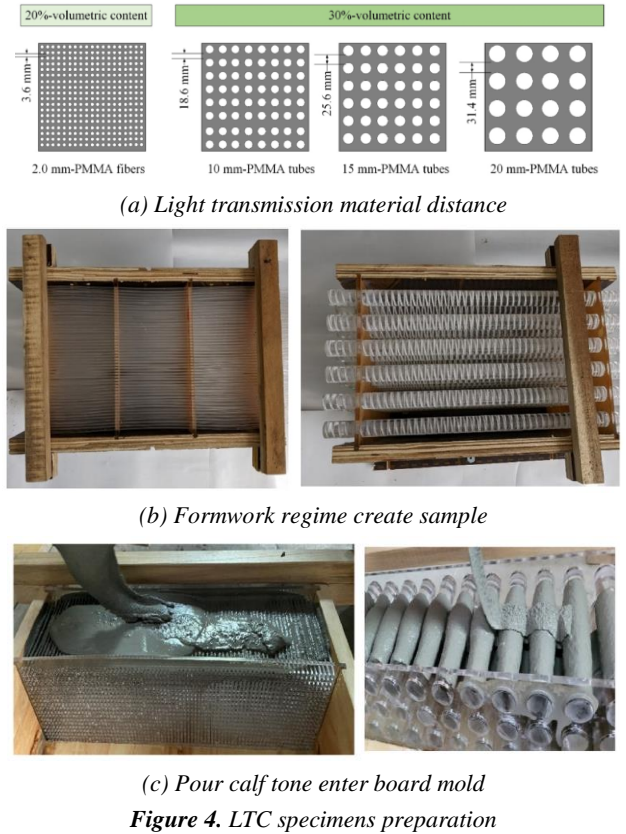 20%-volumetric content
30%-volumetric content
3.6 mm
18.6 mm
25.6 mm
31.4 mm
2.0 mm-PMMA fibers
10 mm-PMMA tubes
15 mm-PMMA tubes
20 mm-PMMA tubes
(a) Light transmission material distance
(b) Formwork regime create sample
(c) Pour calf tone enter board mold
Figure 4. LTC specimens preparation